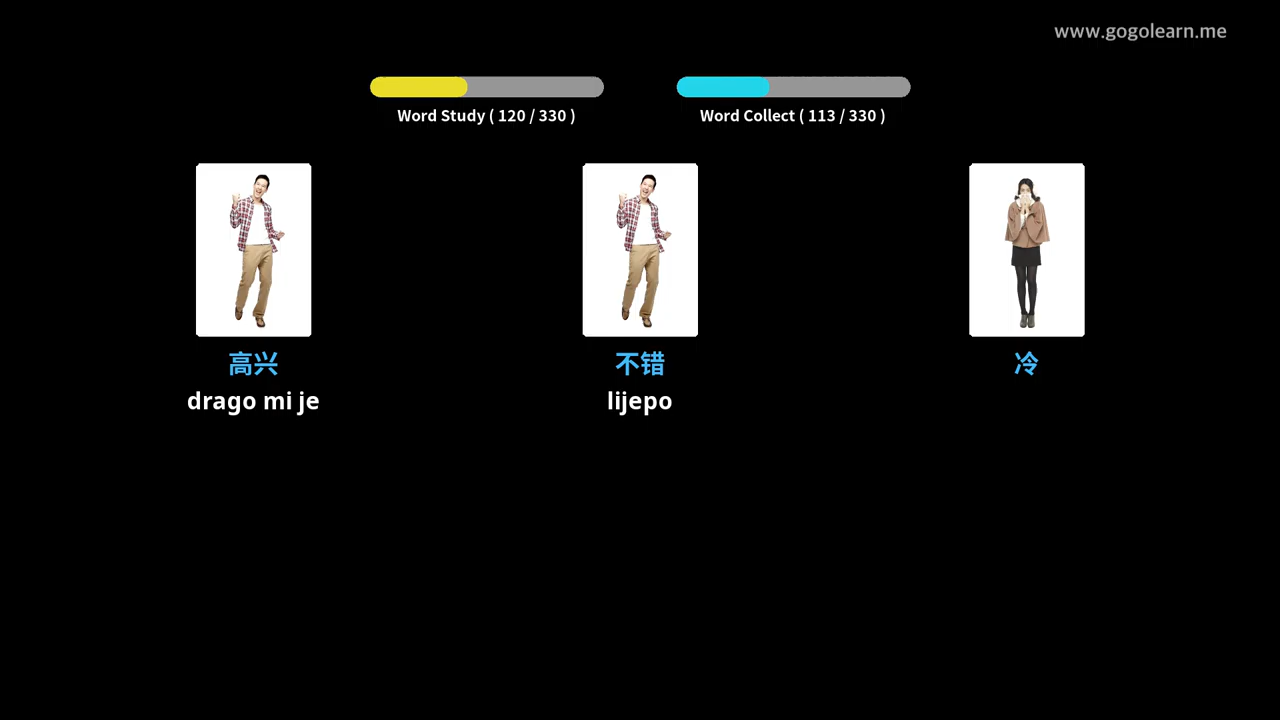 www.gogolearn.me
Word Study ( 120 / 330 )
Word Collect ( 113 / 330 )
高兴
不错
冷
drago mi je
lijepo